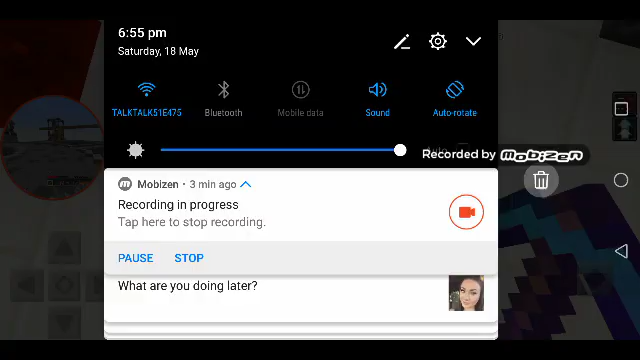 6:55 pm
Saturday, 18 May
TALKTALK51E475
Bluetooth
Mobile data
Sound
Auto-rotate
Auto
Recorded by Mobizen
Mobizen • 3 min ago
Recording in progress
Tap here to stop recording.
PAUSE STOP
What are you doing later?